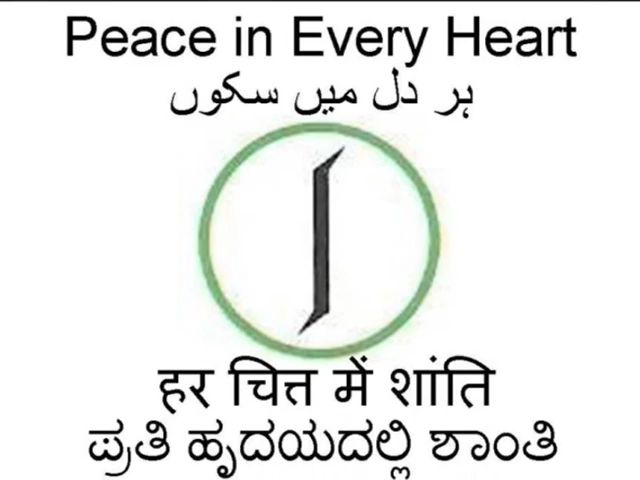 Peace in Every Heart
ہر دل میں سکوں
हर चित्त में शांति
ಪ್ರತಿ ಹೃದಯದಲ್ಲಿ ಶಾಂತಿ